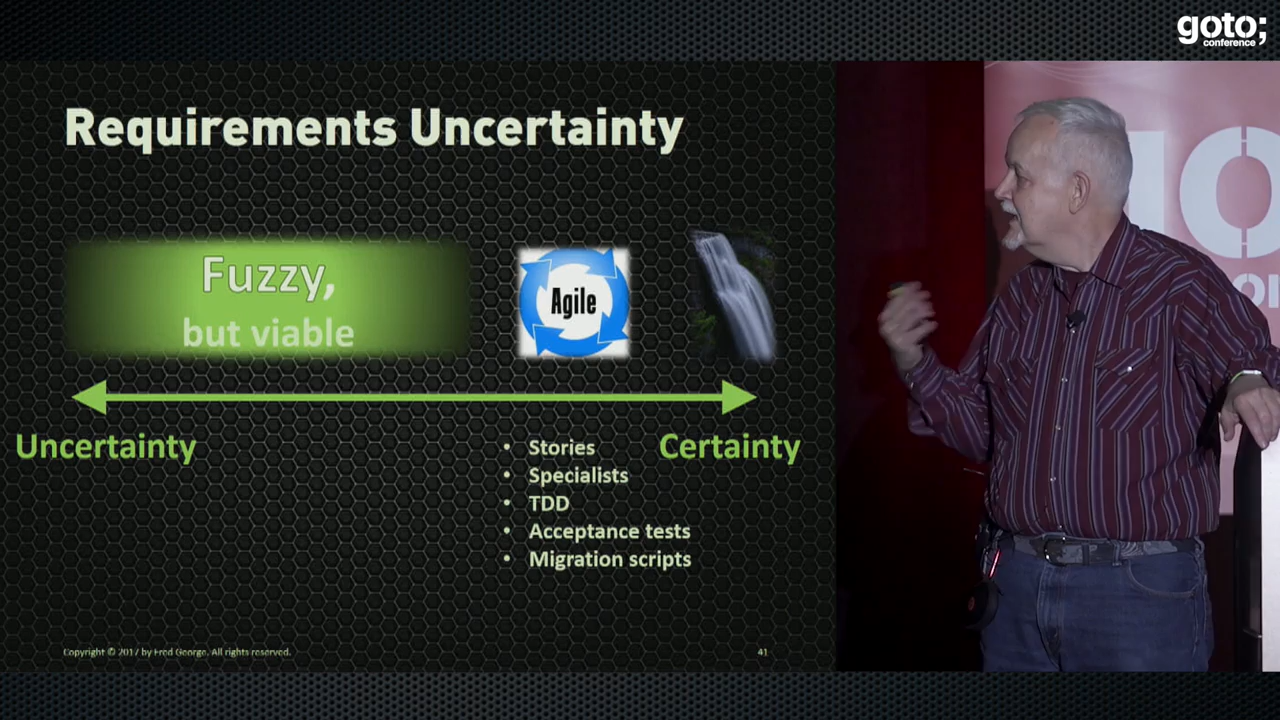 goto;
conference
Requirements Uncertainty
Fuzzy,
but viable
Agile
Uncertainty
Certainty
• Stories
• Specialists
• TDD
• Acceptance tests
• Migration scripts
Copyright © 2017 by Fred George. All rights reserved.
41